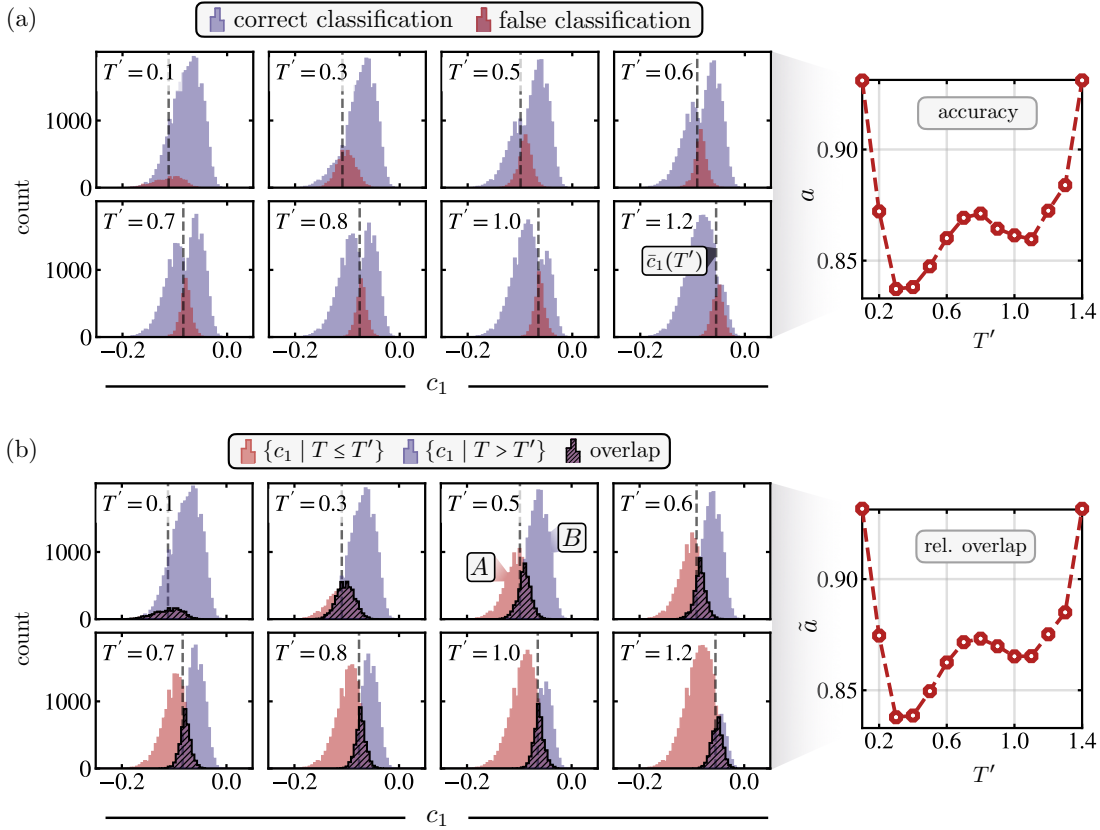 (a)
correct classification false classification
T′ = 0.1 T′ = 0.3 T′ = 0.5 T′ = 0.6
1000
0
T′ = 0.7 T′ = 0.8 T′ = 1.0 T′ = 1.2
c̄₁(T′)
1000
0
count
−0.2 0.0 −0.2 0.0 −0.2 0.0 −0.2 0.0
c₁
accuracy
0.90
0.85
a
0.2 0.6 1.0 1.4
T′
(b)
{c₁ | T ≤ T′} {c₁ | T > T′} overlap
T′ = 0.1 T′ = 0.3 T′ = 0.5 T′ = 0.6
A B
1000
0
T′ = 0.7 T′ = 0.8 T′ = 1.0 T′ = 1.2
1000
0
count
−0.2 0.0 −0.2 0.0 −0.2 0.0 −0.2 0.0
c₁
rel. overlap
0.90
0.85
ã
0.2 0.6 1.0 1.4
T′